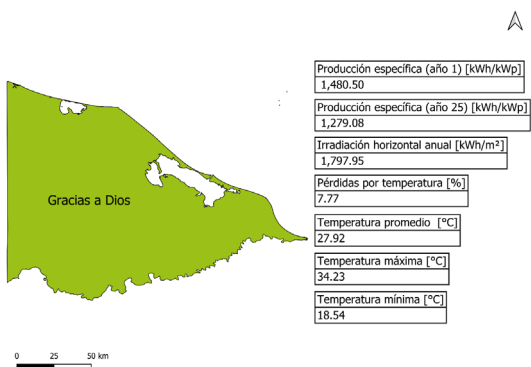 Gracias a Dios
Producción específica (año 1) [kWh/kWp]
1,480.50
Producción específica (año 25) [kWh/kWp]
1,279.08
Irradiación horizontal anual [kWh/m²]
1,797.95
Pérdidas por temperatura [%]
7.77
Temperatura promedio [°C]
27.92
Temperatura máxima [°C]
34.23
Temperatura mínima [°C]
18.54
0 25 50 km